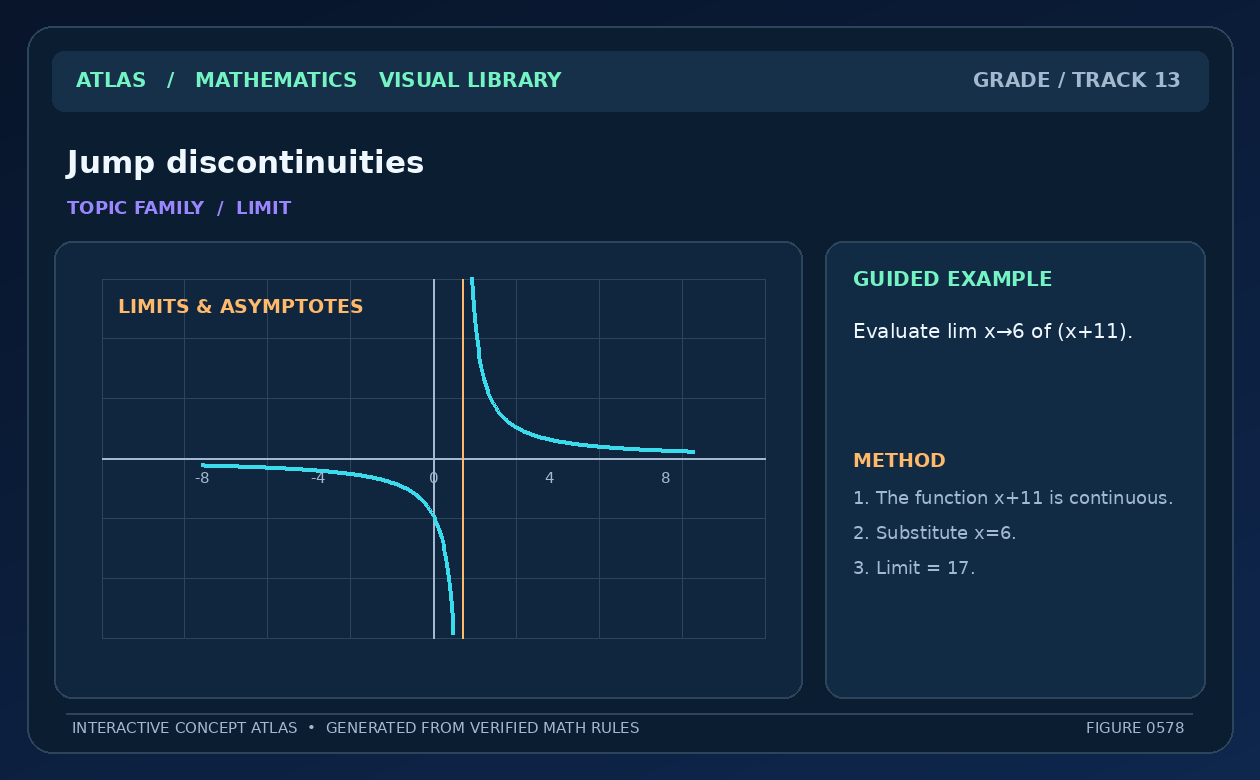 ATLAS / MATHEMATICS VISUAL LIBRARY
GRADE / TRACK 13
Jump discontinuities
TOPIC FAMILY / LIMIT
LIMITS & ASYMPTOTES
-8 -4 0 4 8
GUIDED EXAMPLE
Evaluate lim x→6 of (x+11).
METHOD
1. The function x+11 is continuous.
2. Substitute x=6.
3. Limit = 17.
INTERACTIVE CONCEPT ATLAS • GENERATED FROM VERIFIED MATH RULES
FIGURE 0578